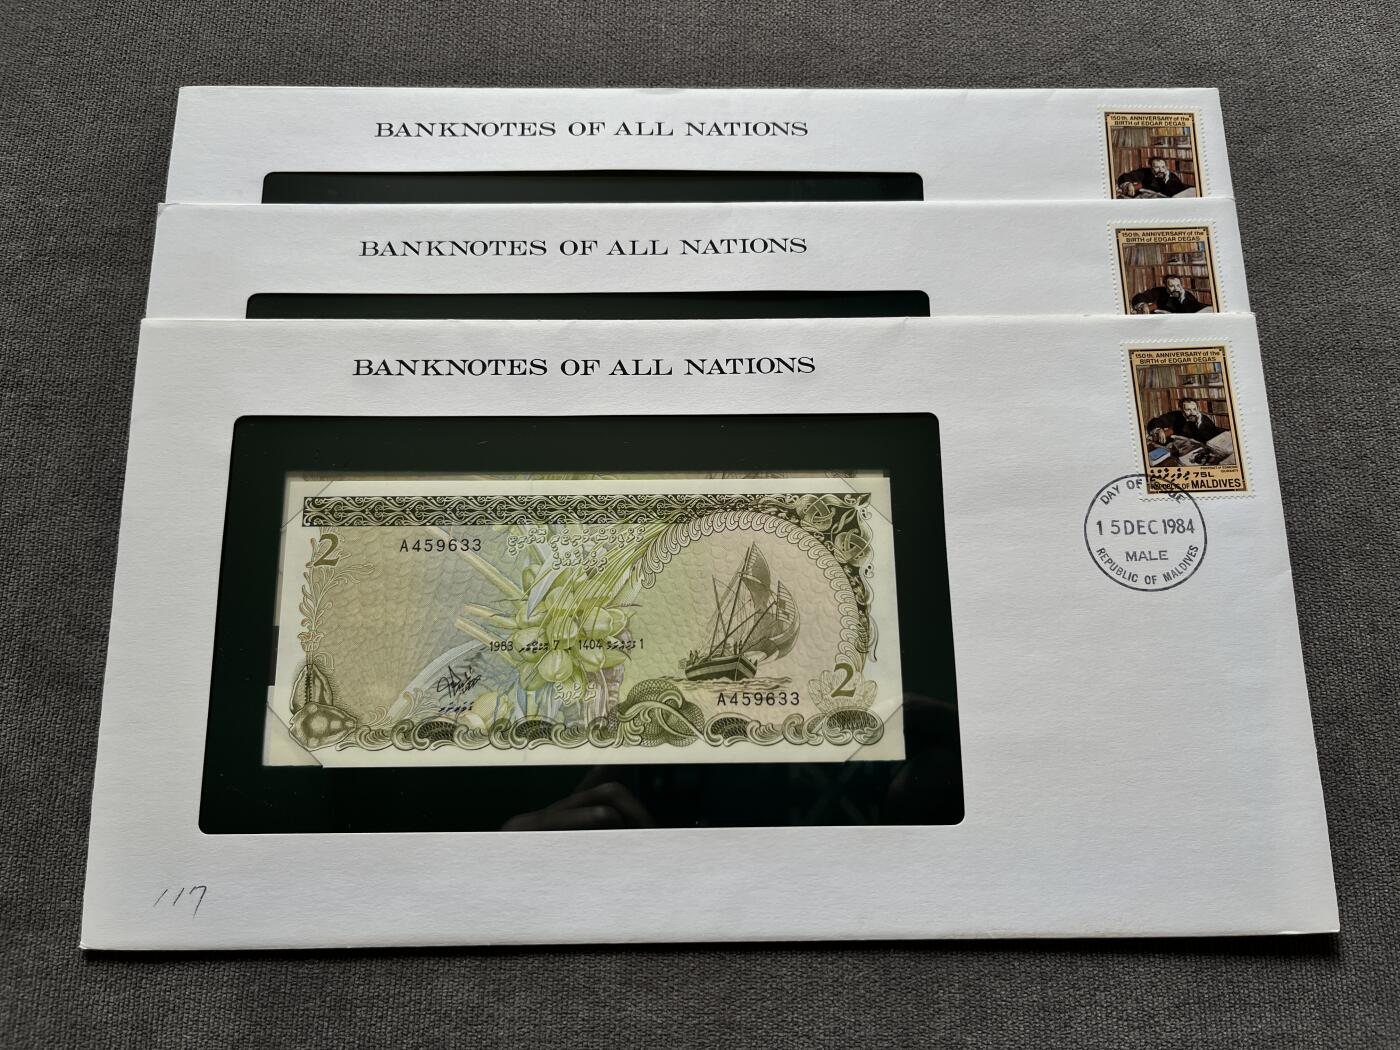 BANKNOTES OF ALL NATIONS
150th. ANNIVERSARY of the
BIRTH of EDGAR DEGAS
BANKNOTES OF ALL NATIONS
150th. ANNIVERSARY of the
BIRTH of EDGAR DEGAS
BANKNOTES OF ALL NATIONS
150th. ANNIVERSARY of the
BIRTH of EDGAR DEGAS
75L
REPUBLIC OF MALDIVES
DAY OF
15 DEC 1984
MALE
REPUBLIC OF MALDIVES
2
A459633
1983 7 1404 1
A459633
2
117